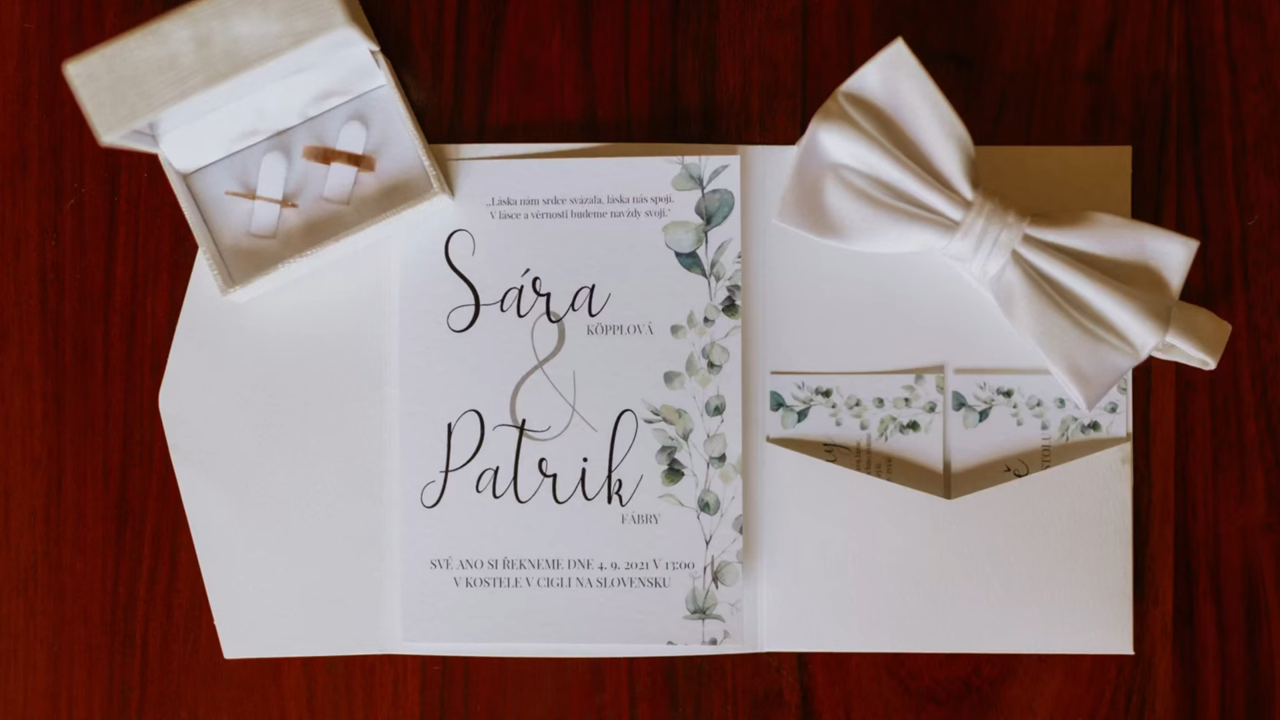 „Láska nám srdce svázala, láska nás spojí.
V lásce a věrnosti budeme navždy svoji."
Sára
KÖPPLOVÁ
&
Patrik
FÁBRY
SVÉ ANO SI ŘEKNEME DNE 4. 9. 2021 V 13:00
V KOSTELE V CIGLI NA SLOVENSKU